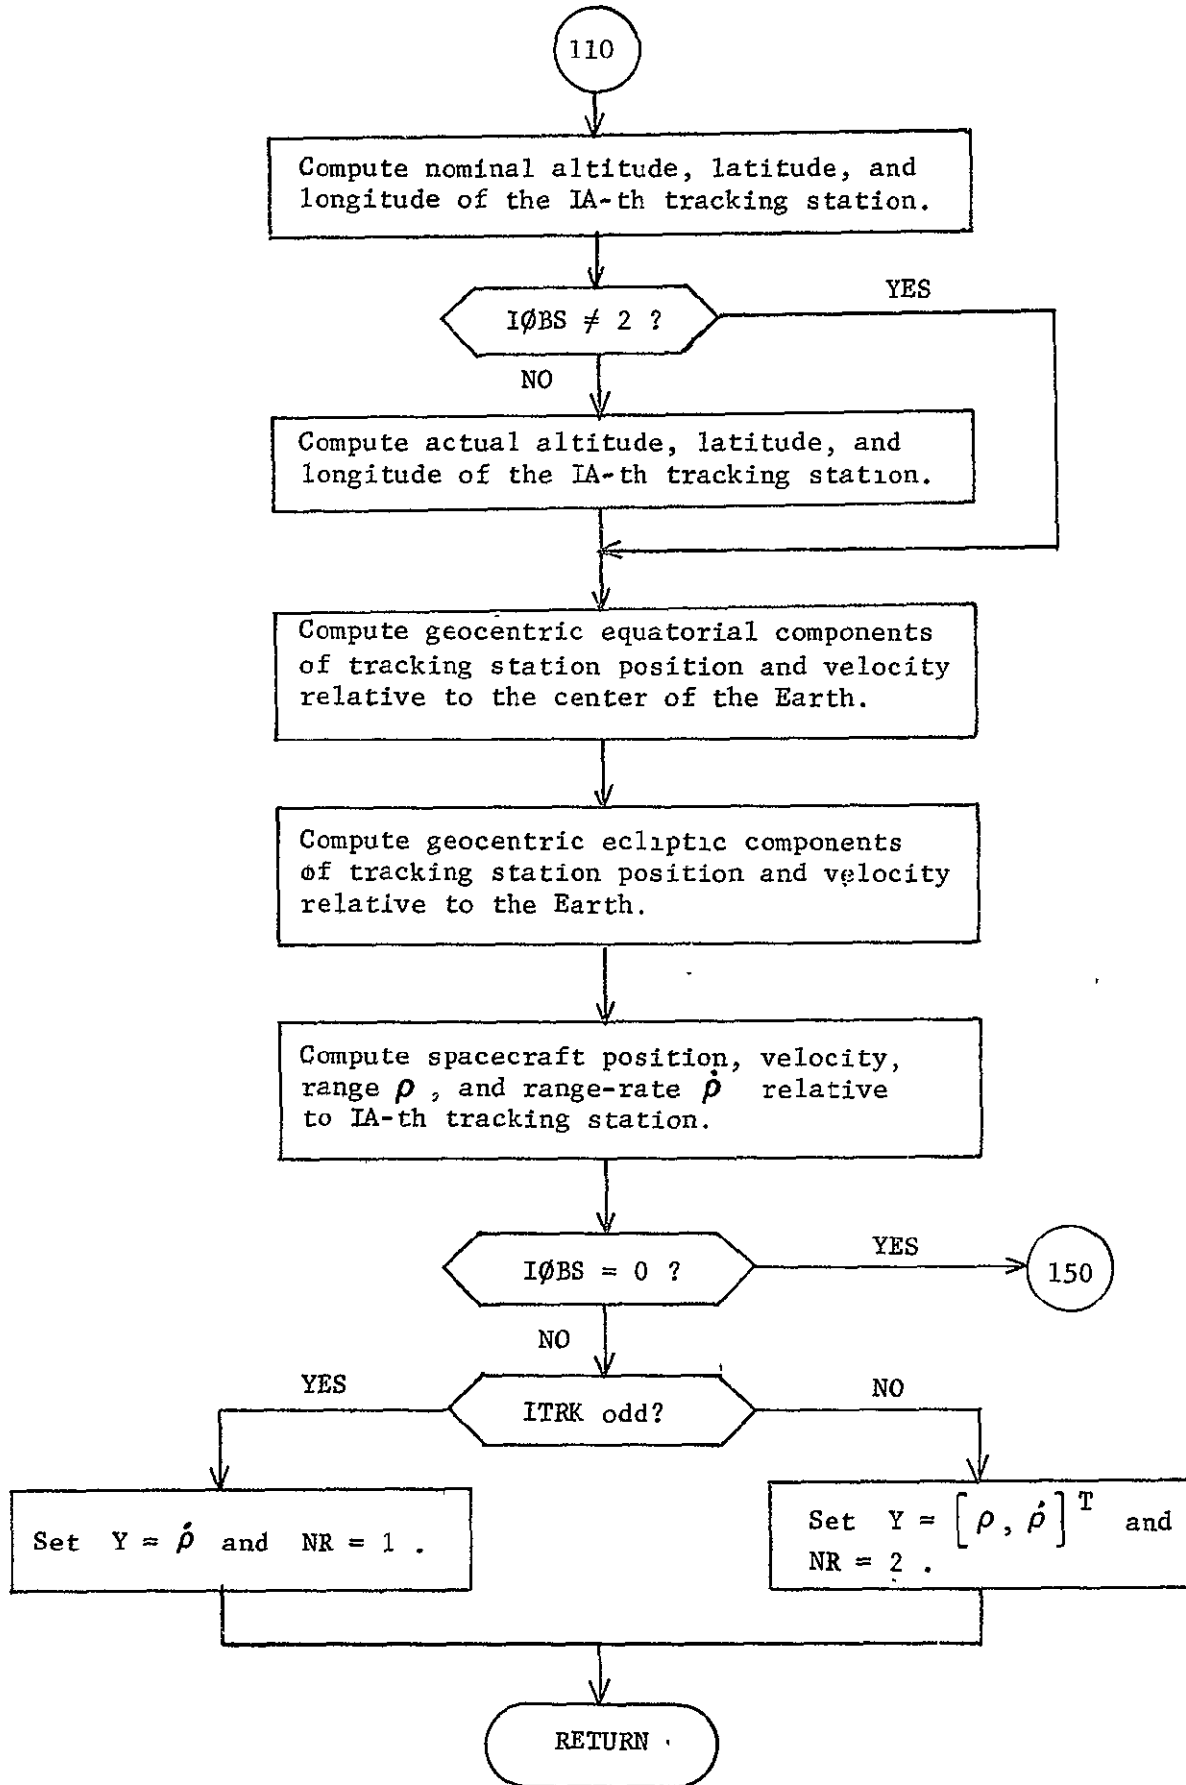 110
Compute nominal altitude, latitude, and
longitude of the IA-th tracking station.
IØBS ≠ 2 ?
YES
NO
Compute actual altitude, latitude, and
longitude of the IA-th tracking station.
Compute geocentric equatorial components
of tracking station position and velocity
relative to the center of the Earth.
Compute geocentric ecliptic components
of tracking station position and velocity
relative to the Earth.
Compute spacecraft position, velocity,
range ρ , and range-rate ρ̇ relative
to IA-th tracking station.
IØBS = 0 ?
YES
150
NO
YES
ITRK odd?
NO
Set Y = ρ̇ and NR = 1 .
Set Y = [ρ, ρ̇]ᵀ and
NR = 2 .
RETURN